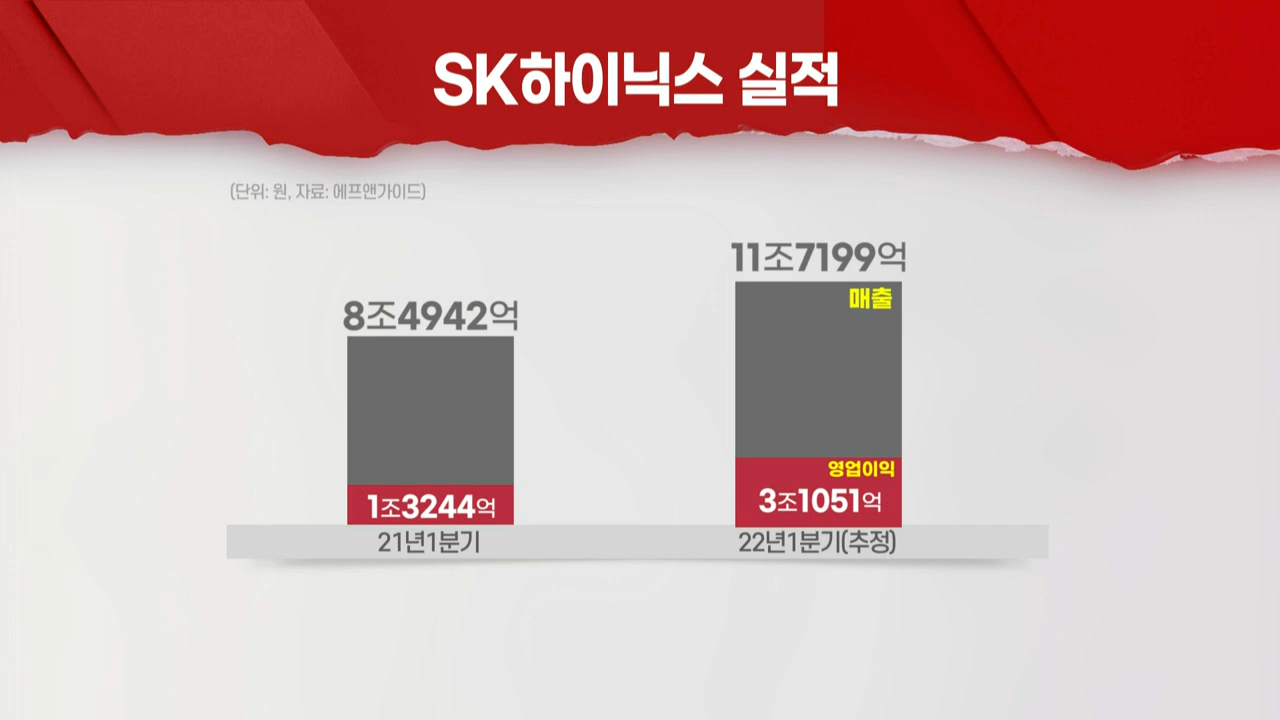 SK하이닉스 실적
(단위: 원, 자료: 에프앤가이드)
8조4942억
1조3244억
21년1분기
11조7199억
매출
영업이익
3조1051억
22년1분기(추정)